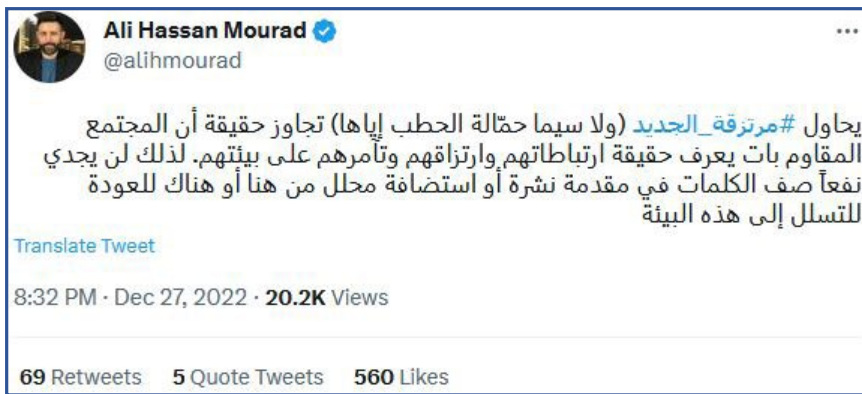 Ali Hassan Mourad
@alihmourad
يحاول #مرتزقة_الجديد (ولا سيما حمّالة الحطب إياها) تجاوز حقيقة أن المجتمع
المقاوم بات يعرف حقيقة ارتباطاتهم وارتزاقهم وتآمرهم على بيئتهم. لذلك لن يجدي
نفعاً صف الكلمات في مقدمة نشرة أو استضافة محلل من هنا أو هناك للعودة
للتسلل إلى هذه البيئة
Translate Tweet
8:32 PM · Dec 27, 2022 · 20.2K Views
69 Retweets 5 Quote Tweets 560 Likes